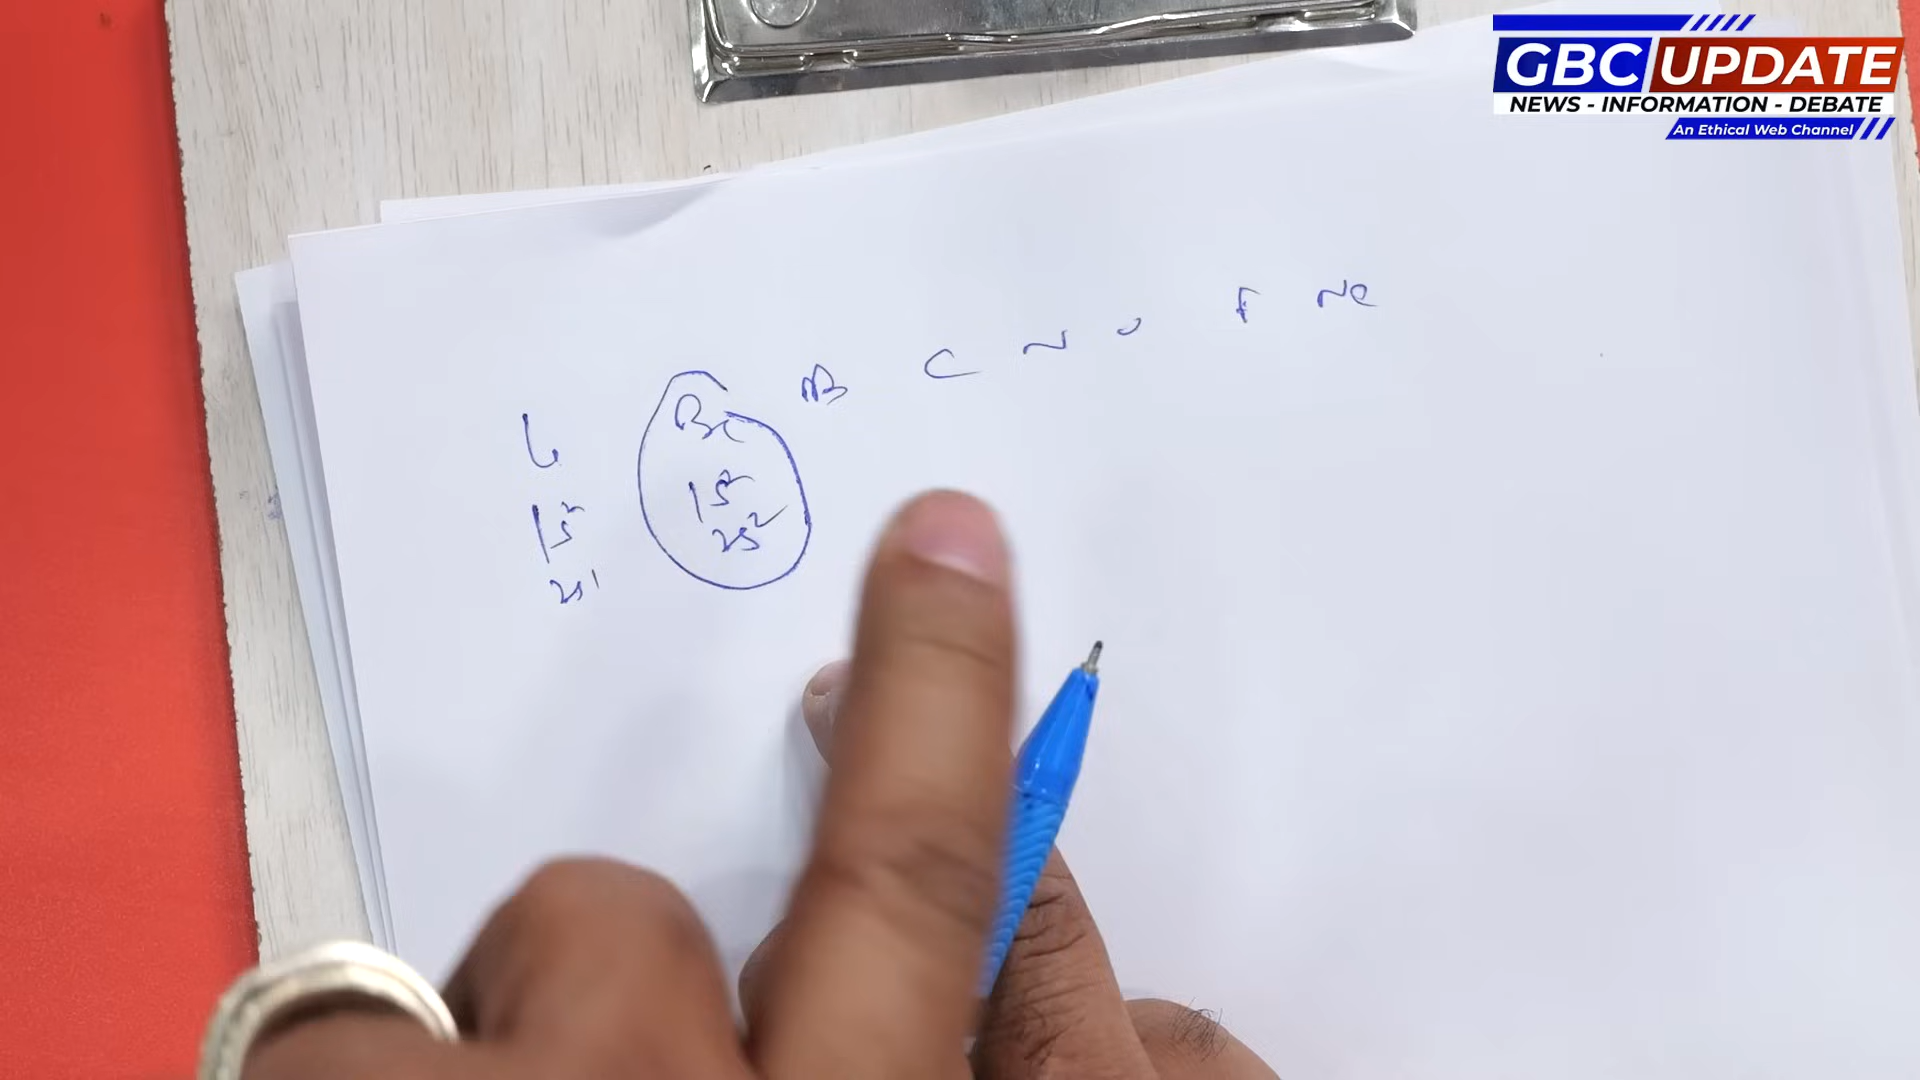 GBC UPDATE
NEWS - INFORMATION - DEBATE
An Ethical Web Channel
Li Be B C N O F Ne
1s² 1s²
2s¹ 2s²